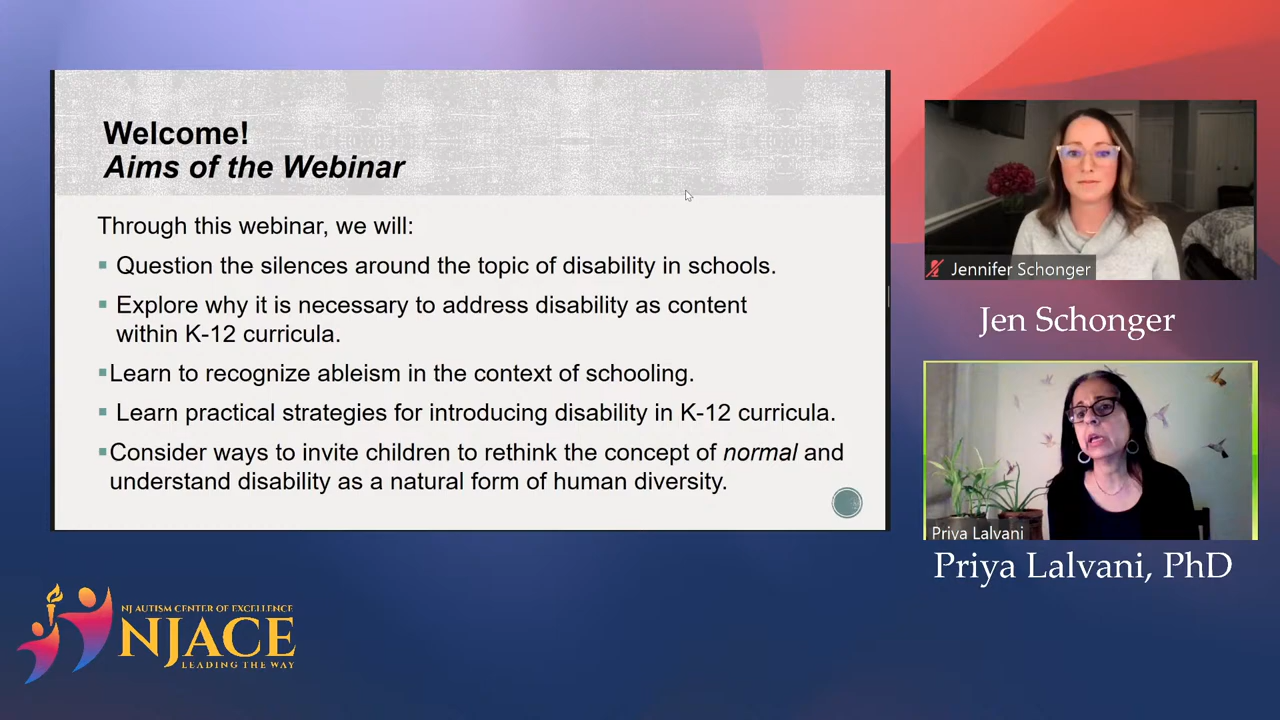 Welcome!
Aims of the Webinar
Through this webinar, we will:
Question the silences around the topic of disability in schools.
Explore why it is necessary to address disability as content
within K-12 curricula.
Learn to recognize ableism in the context of schooling.
Learn practical strategies for introducing disability in K-12 curricula.
Consider ways to invite children to rethink the concept of normal and
understand disability as a natural form of human diversity.
Jennifer Schonger
Jen Schonger
Priya Lalvani
Priya Lalvani, PhD
NJ AUTISM CENTER OF EXCELLENCE
NJACE
LEADING THE WAY